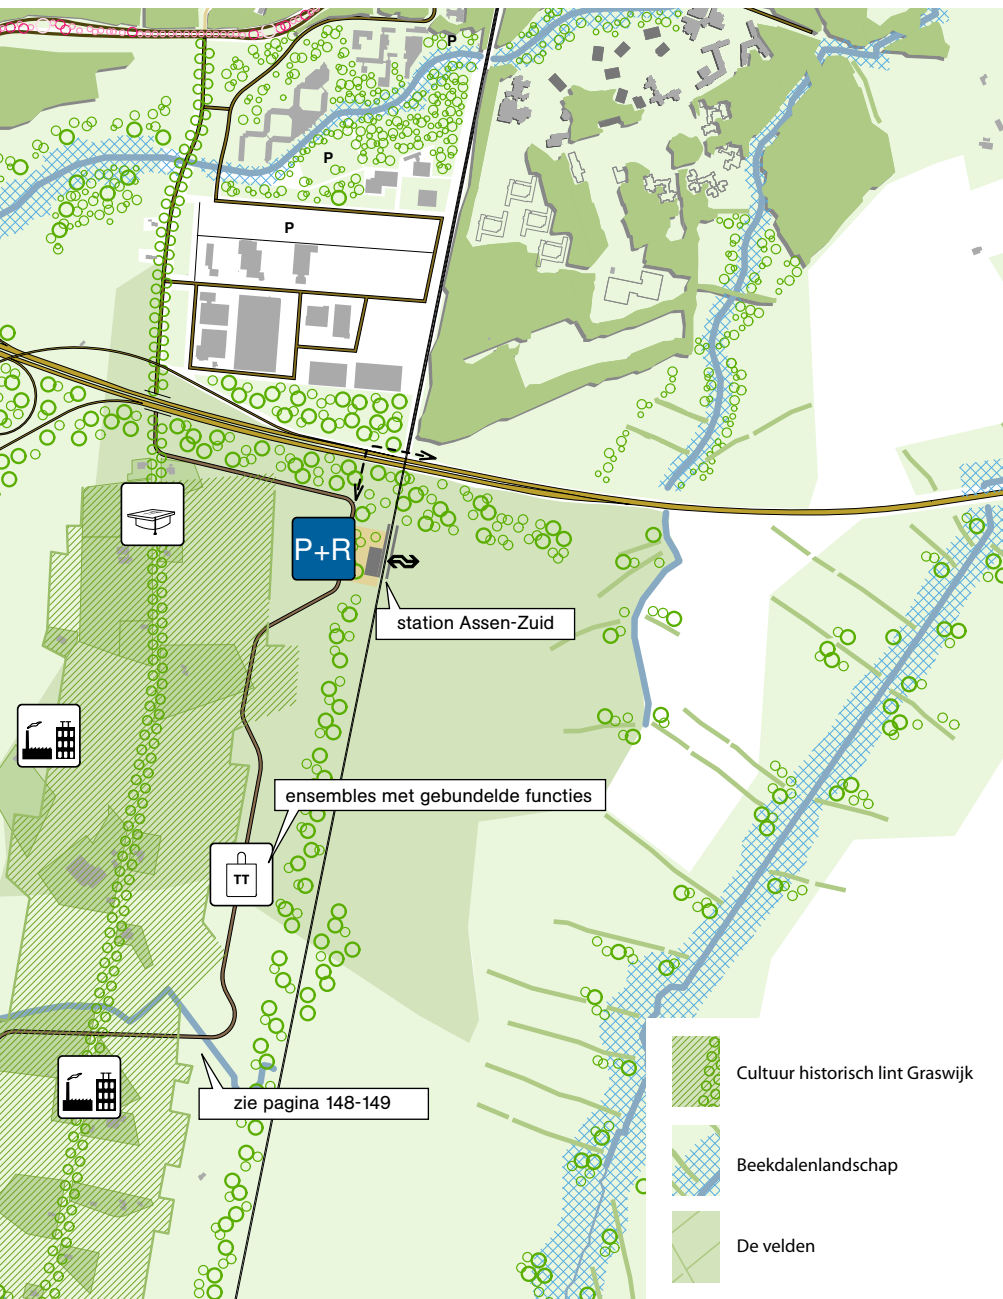 P
P
P
P+R
station Assen-Zuid
ensembles met gebundelde functies
TT
zie pagina 148-149
Cultuur historisch lint Graswijk
Beekdalenlandschap
De velden